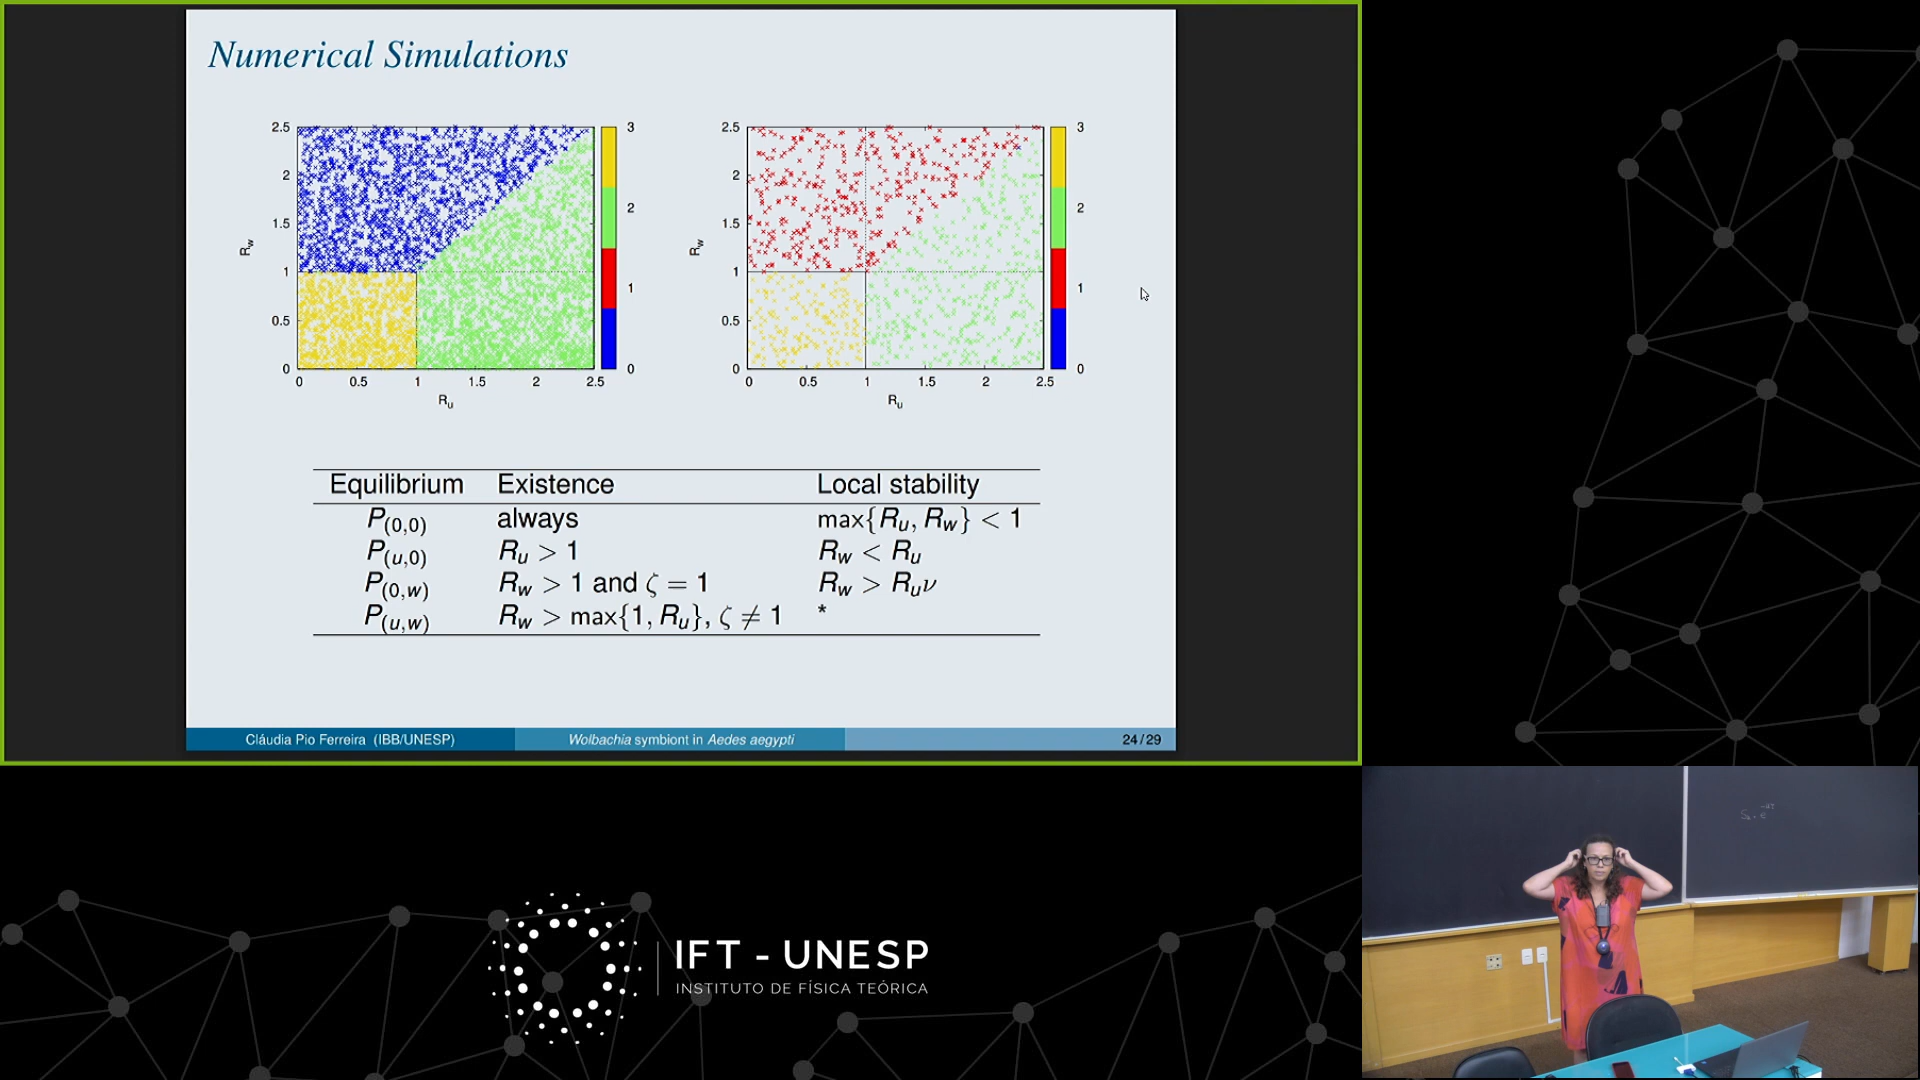 Numerical Simulations
2.5
2
1.5
1
0.5
0
0 0.5 1 1.5 2 2.5
R_w
R_u
3
2
1
0
2.5
2
1.5
1
0.5
0
0 0.5 1 1.5 2 2.5
R_w
R_u
3
2
1
0
Equilibrium Existence Local stability
P_(0,0) always max{R_u, R_w} < 1
P_(u,0) R_u > 1 R_w < R_u
P_(0,w) R_w > 1 and ζ = 1 R_w > R_uν
P_(u,w) R_w > max{1, R_u}, ζ ≠ 1 *
Cláudia Pio Ferreira (IBB/UNESP) Wolbachia symbiont in Aedes aegypti 24/29
IFT - UNESP
INSTITUTO DE FÍSICA TEÓRICA